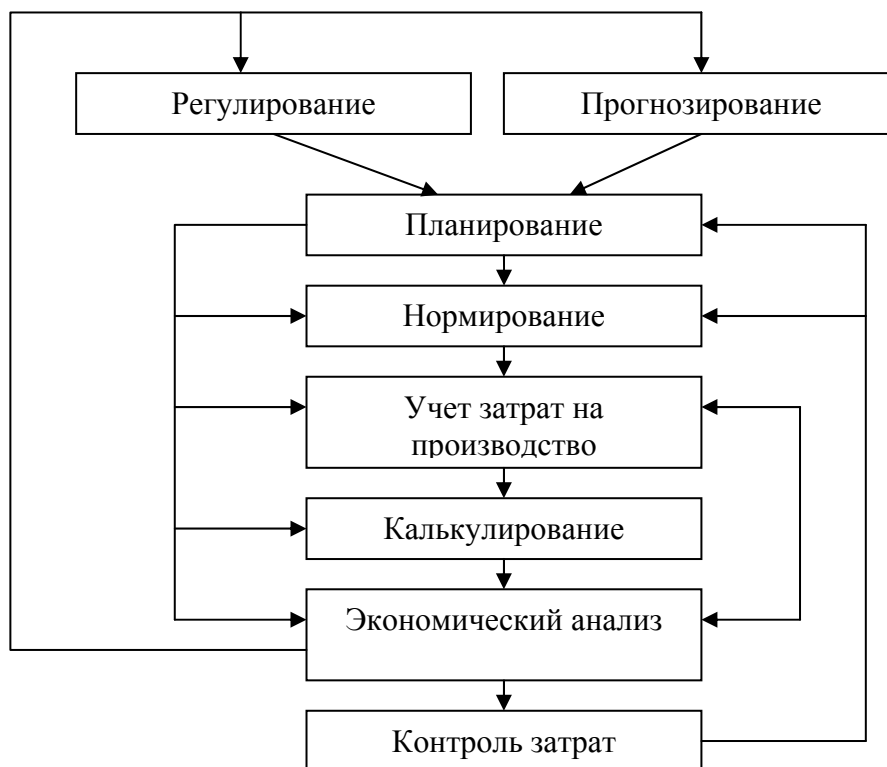 Регулирование
Прогнозирование
Планирование
Нормирование
Учет затрат на
производство
Калькулирование
Экономический анализ
Контроль затрат